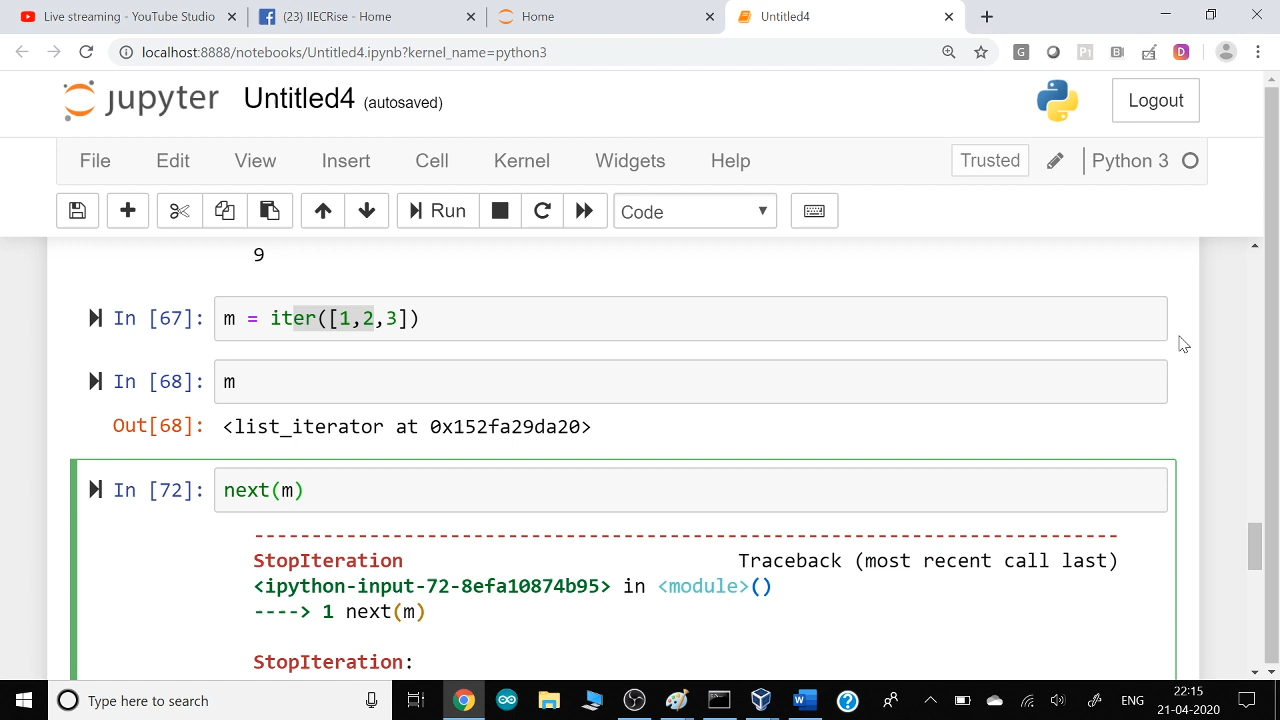 Live streaming - YouTube Studio
(23) IIECRise - Home
Home
Untitled4
localhost:8888/notebooks/Untitled4.ipynb?kernel_name=python3
jupyter Untitled4 (autosaved)
Logout
File Edit View Insert Cell Kernel Widgets Help
Trusted
Python 3
Run
Code
9
In [67]: m = iter([1,2,3])
In [68]: m
Out[68]: <list_iterator at 0x152fa29da20>
In [72]: next(m)
---------------------------------------------------------------------------
StopIteration Traceback (most recent call last)
<ipython-input-72-8efa10874b95> in <module>()
----> 1 next(m)
StopIteration:
Type here to search
ENG
22:15
21-04-2020